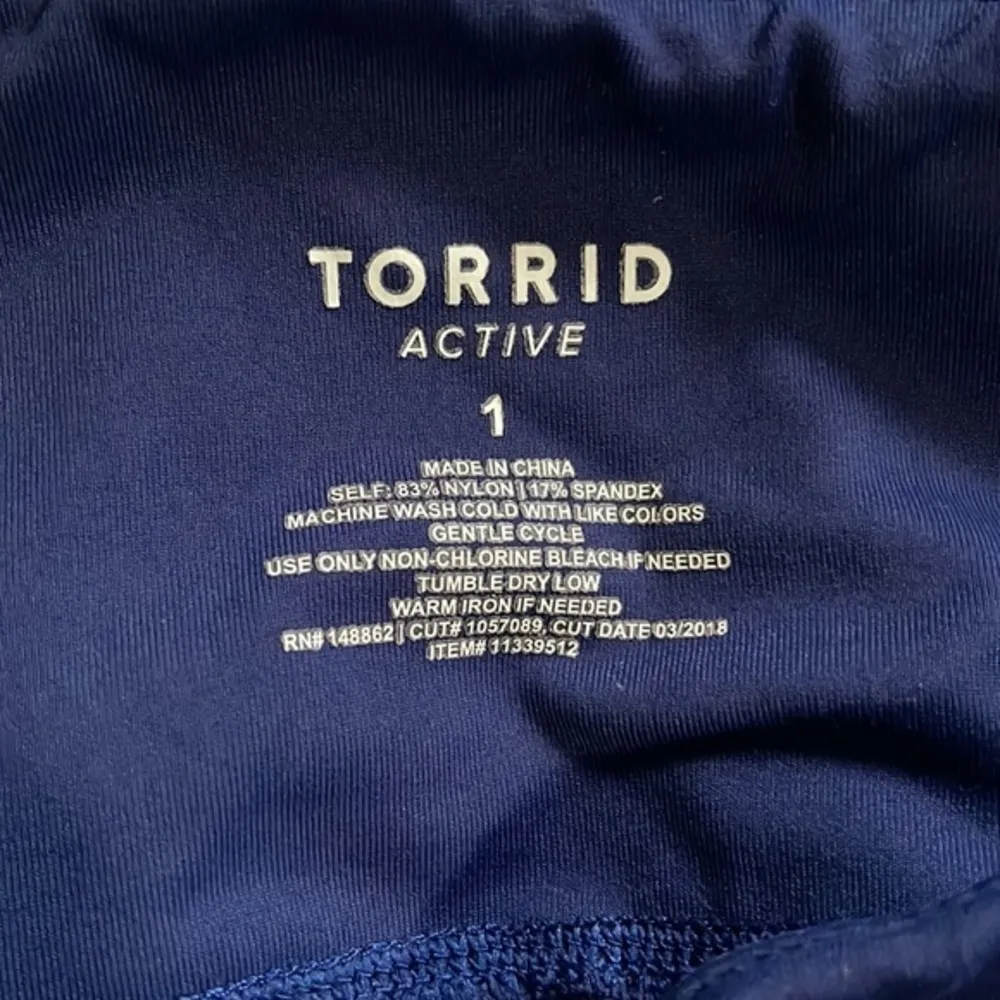 TORRID
ACTIVE
1
MADE IN CHINA
SELF: 83% NYLON | 17% SPANDEX
MACHINE WASH COLD WITH LIKE COLORS
GENTLE CYCLE
USE ONLY NON-CHLORINE BLEACH IF NEEDED
TUMBLE DRY LOW
WARM IRON IF NEEDED
RN# 148862 | CUT# 1057089, CUT DATE 03/2018
ITEM# 11339512